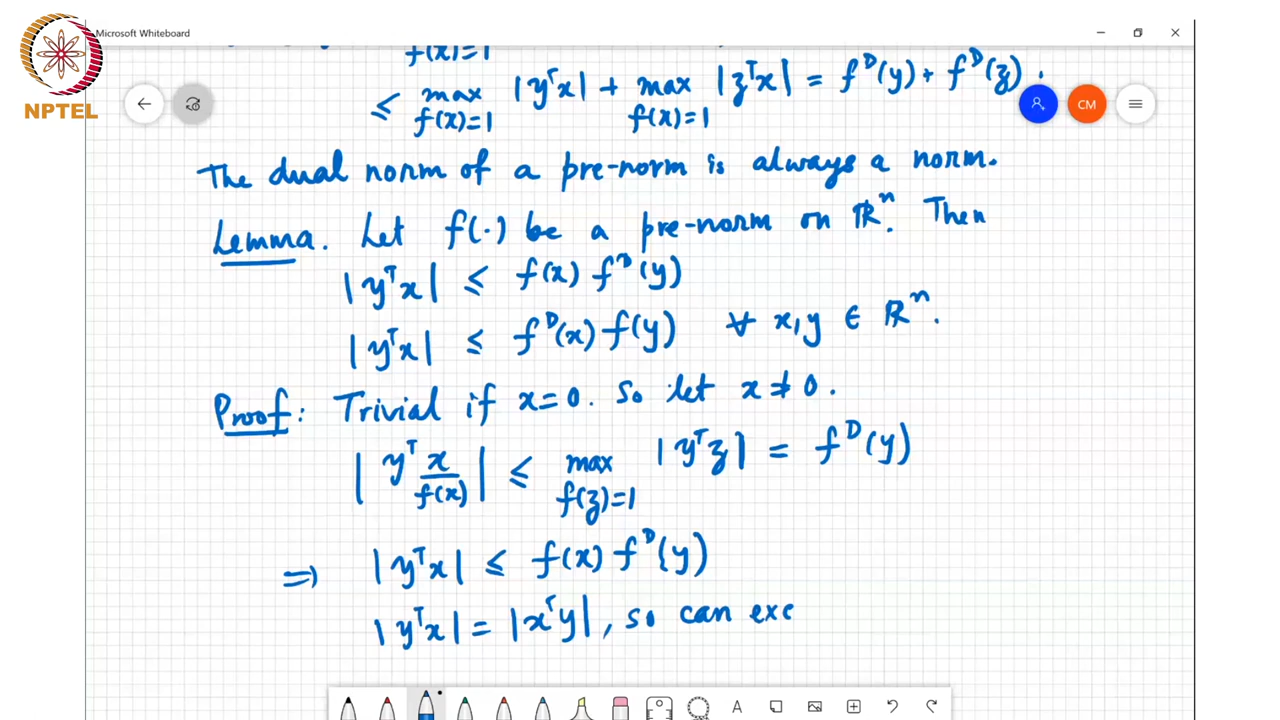 Microsoft Whiteboard
f(x)=1
≤ max |yᵀx| + max |zᵀx| = fᴰ(y) + fᴰ(z).
f(x)=1 f(x)=1
NPTEL
CM
The dual norm of a pre-norm is always a norm.
Lemma. Let f(·) be a pre-norm on ℝⁿ. Then
|yᵀx| ≤ f(x) fᴰ(y)
|yᵀx| ≤ fᴰ(x) f(y) ∀ x,y ∈ ℝⁿ.
Proof: Trivial if x=0. So let x≠0.
|yᵀ x/f(x)| ≤ max |yᵀz| = fᴰ(y)
f(z)=1
⇒ |yᵀx| ≤ f(x) fᴰ(y)
|yᵀx| = |xᵀy|, so can exc
A